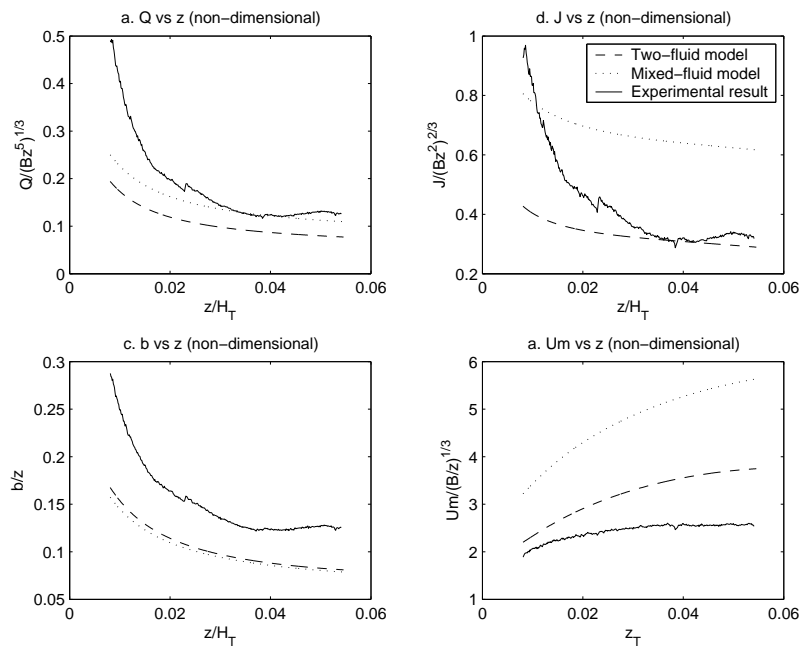 a. Q vs z (non−dimensional)
Q/(Bz^5)^{1/3}
0.5
0.4
0.3
0.2
0.1
0
0
0.02
0.04
0.06
z/H_T
d. J vs z (non−dimensional)
J/(Bz^2)^{2/3}
1
0.8
0.6
0.4
0.2
0
0.02
0.04
0.06
z/H_T
Two−fluid model
Mixed−fluid model
Experimental result
c. b vs z (non−dimensional)
b/z
0.3
0.25
0.2
0.15
0.1
0.05
0
0.02
0.04
0.06
z/H_T
a. Um vs z (non−dimensional)
Um/(B/z)^{1/3}
6
5
4
3
2
1
0
0.02
0.04
0.06
z_T